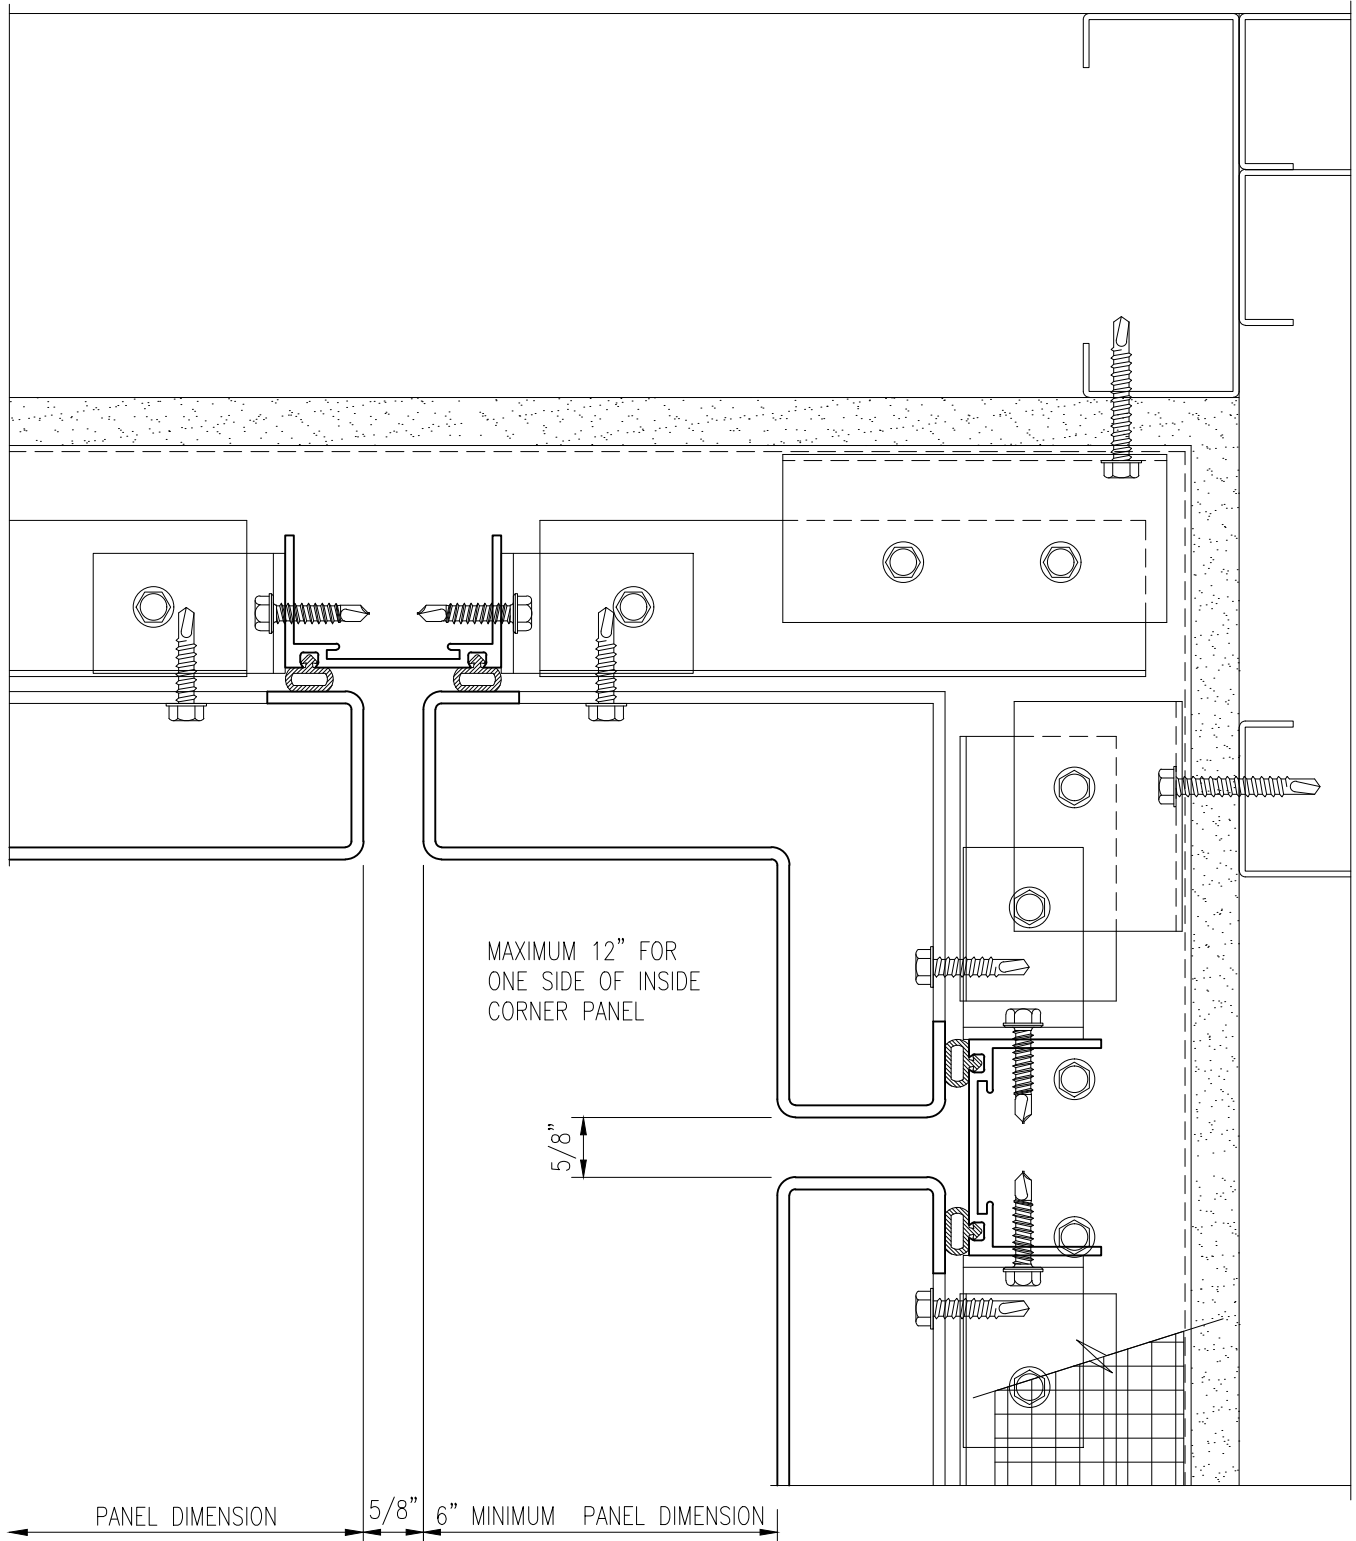 MAXIMUM 12" FOR
ONE SIDE OF INSIDE
CORNER PANEL
5/8"
PANEL DIMENSION
5/8"
6" MINIMUM PANEL DIMENSION